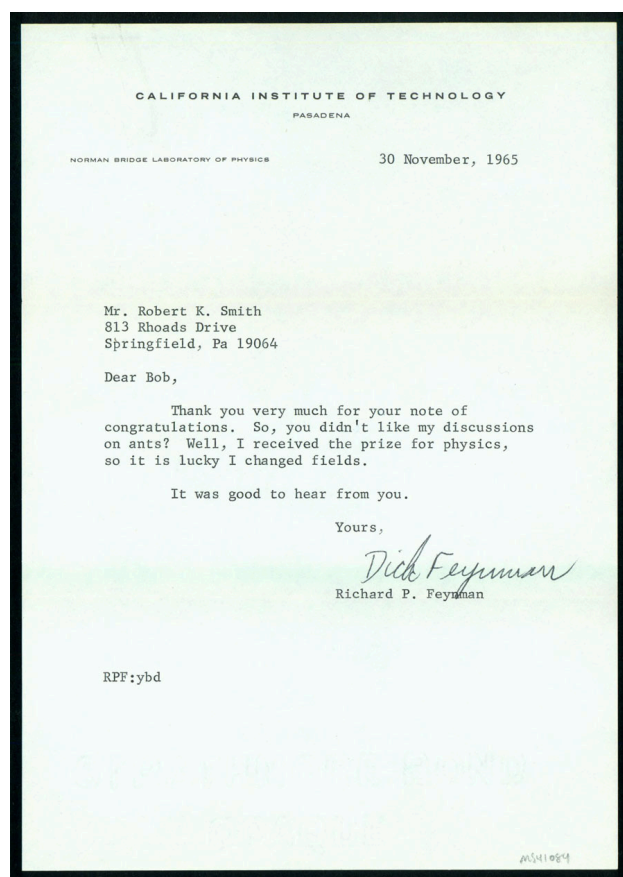 CALIFORNIA INSTITUTE OF TECHNOLOGY
PASADENA
NORMAN BRIDGE LABORATORY OF PHYSICS 30 November, 1965
Mr. Robert K. Smith
813 Rhoads Drive
Springfield, Pa 19064
Dear Bob,
Thank you very much for your note of
congratulations. So, you didn't like my discussions
on ants? Well, I received the prize for physics,
so it is lucky I changed fields.
It was good to hear from you.
Yours,
Dick Feynman
Richard P. Feynman
RPF:ybd
MS41084